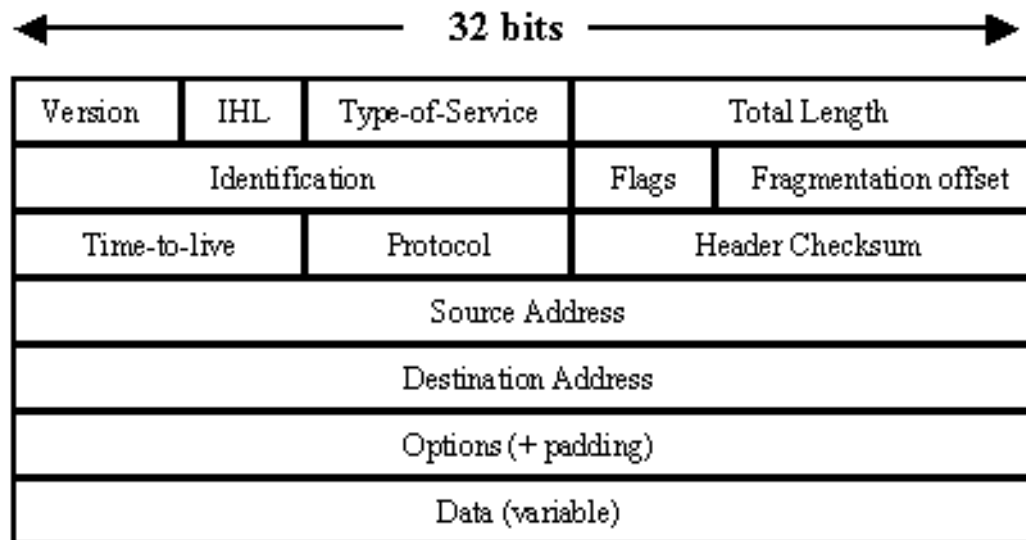 32 bits
Version IHL Type-of-Service Total Length
Identification Flags Fragmentation offset
Time-to-live Protocol Header Checksum
Source Address
Destination Address
Options (+ padding)
Data (variable)